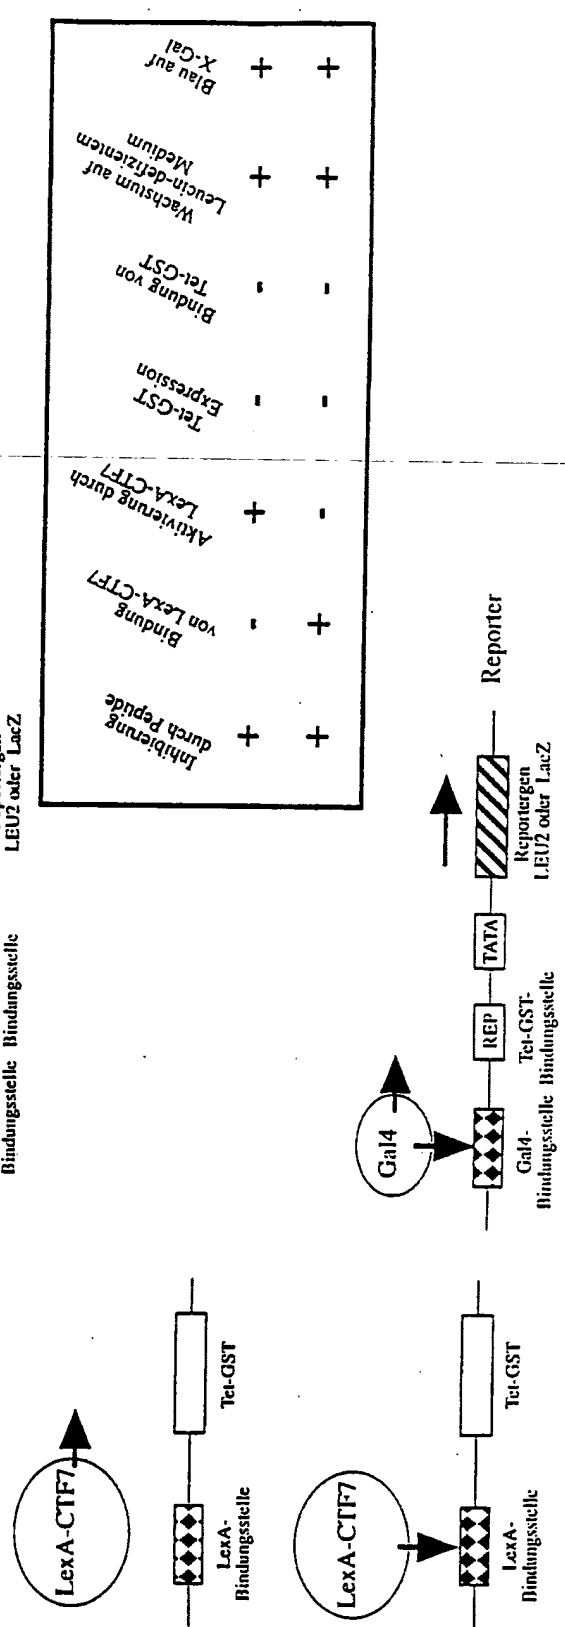 Bindungsstelle Bindungsstelle
LEU2 oder LacZ
LexA-CTF7
LexA-
Bindungsstelle
Tet-GST
Inhibierung
durch Peptide
Bindung
von LexA-CTF7
Aktivierung durch
LexA-CTF7
Tet-GST
Expression
Bindung von
Tet-GST
Wachstum auf
Leucin-defizientem
Medium
Blau auf
X-Gal
+ - + - - + +
+ + - - - + +
LexA-CTF7
LexA-
Bindungsstelle
Tet-GST
Gal4
REP
TATA
Gal4-
Bindungsstelle
Tet-GST-
Bindungsstelle
Reportergen
LEU2 oder LacZ
Reporter